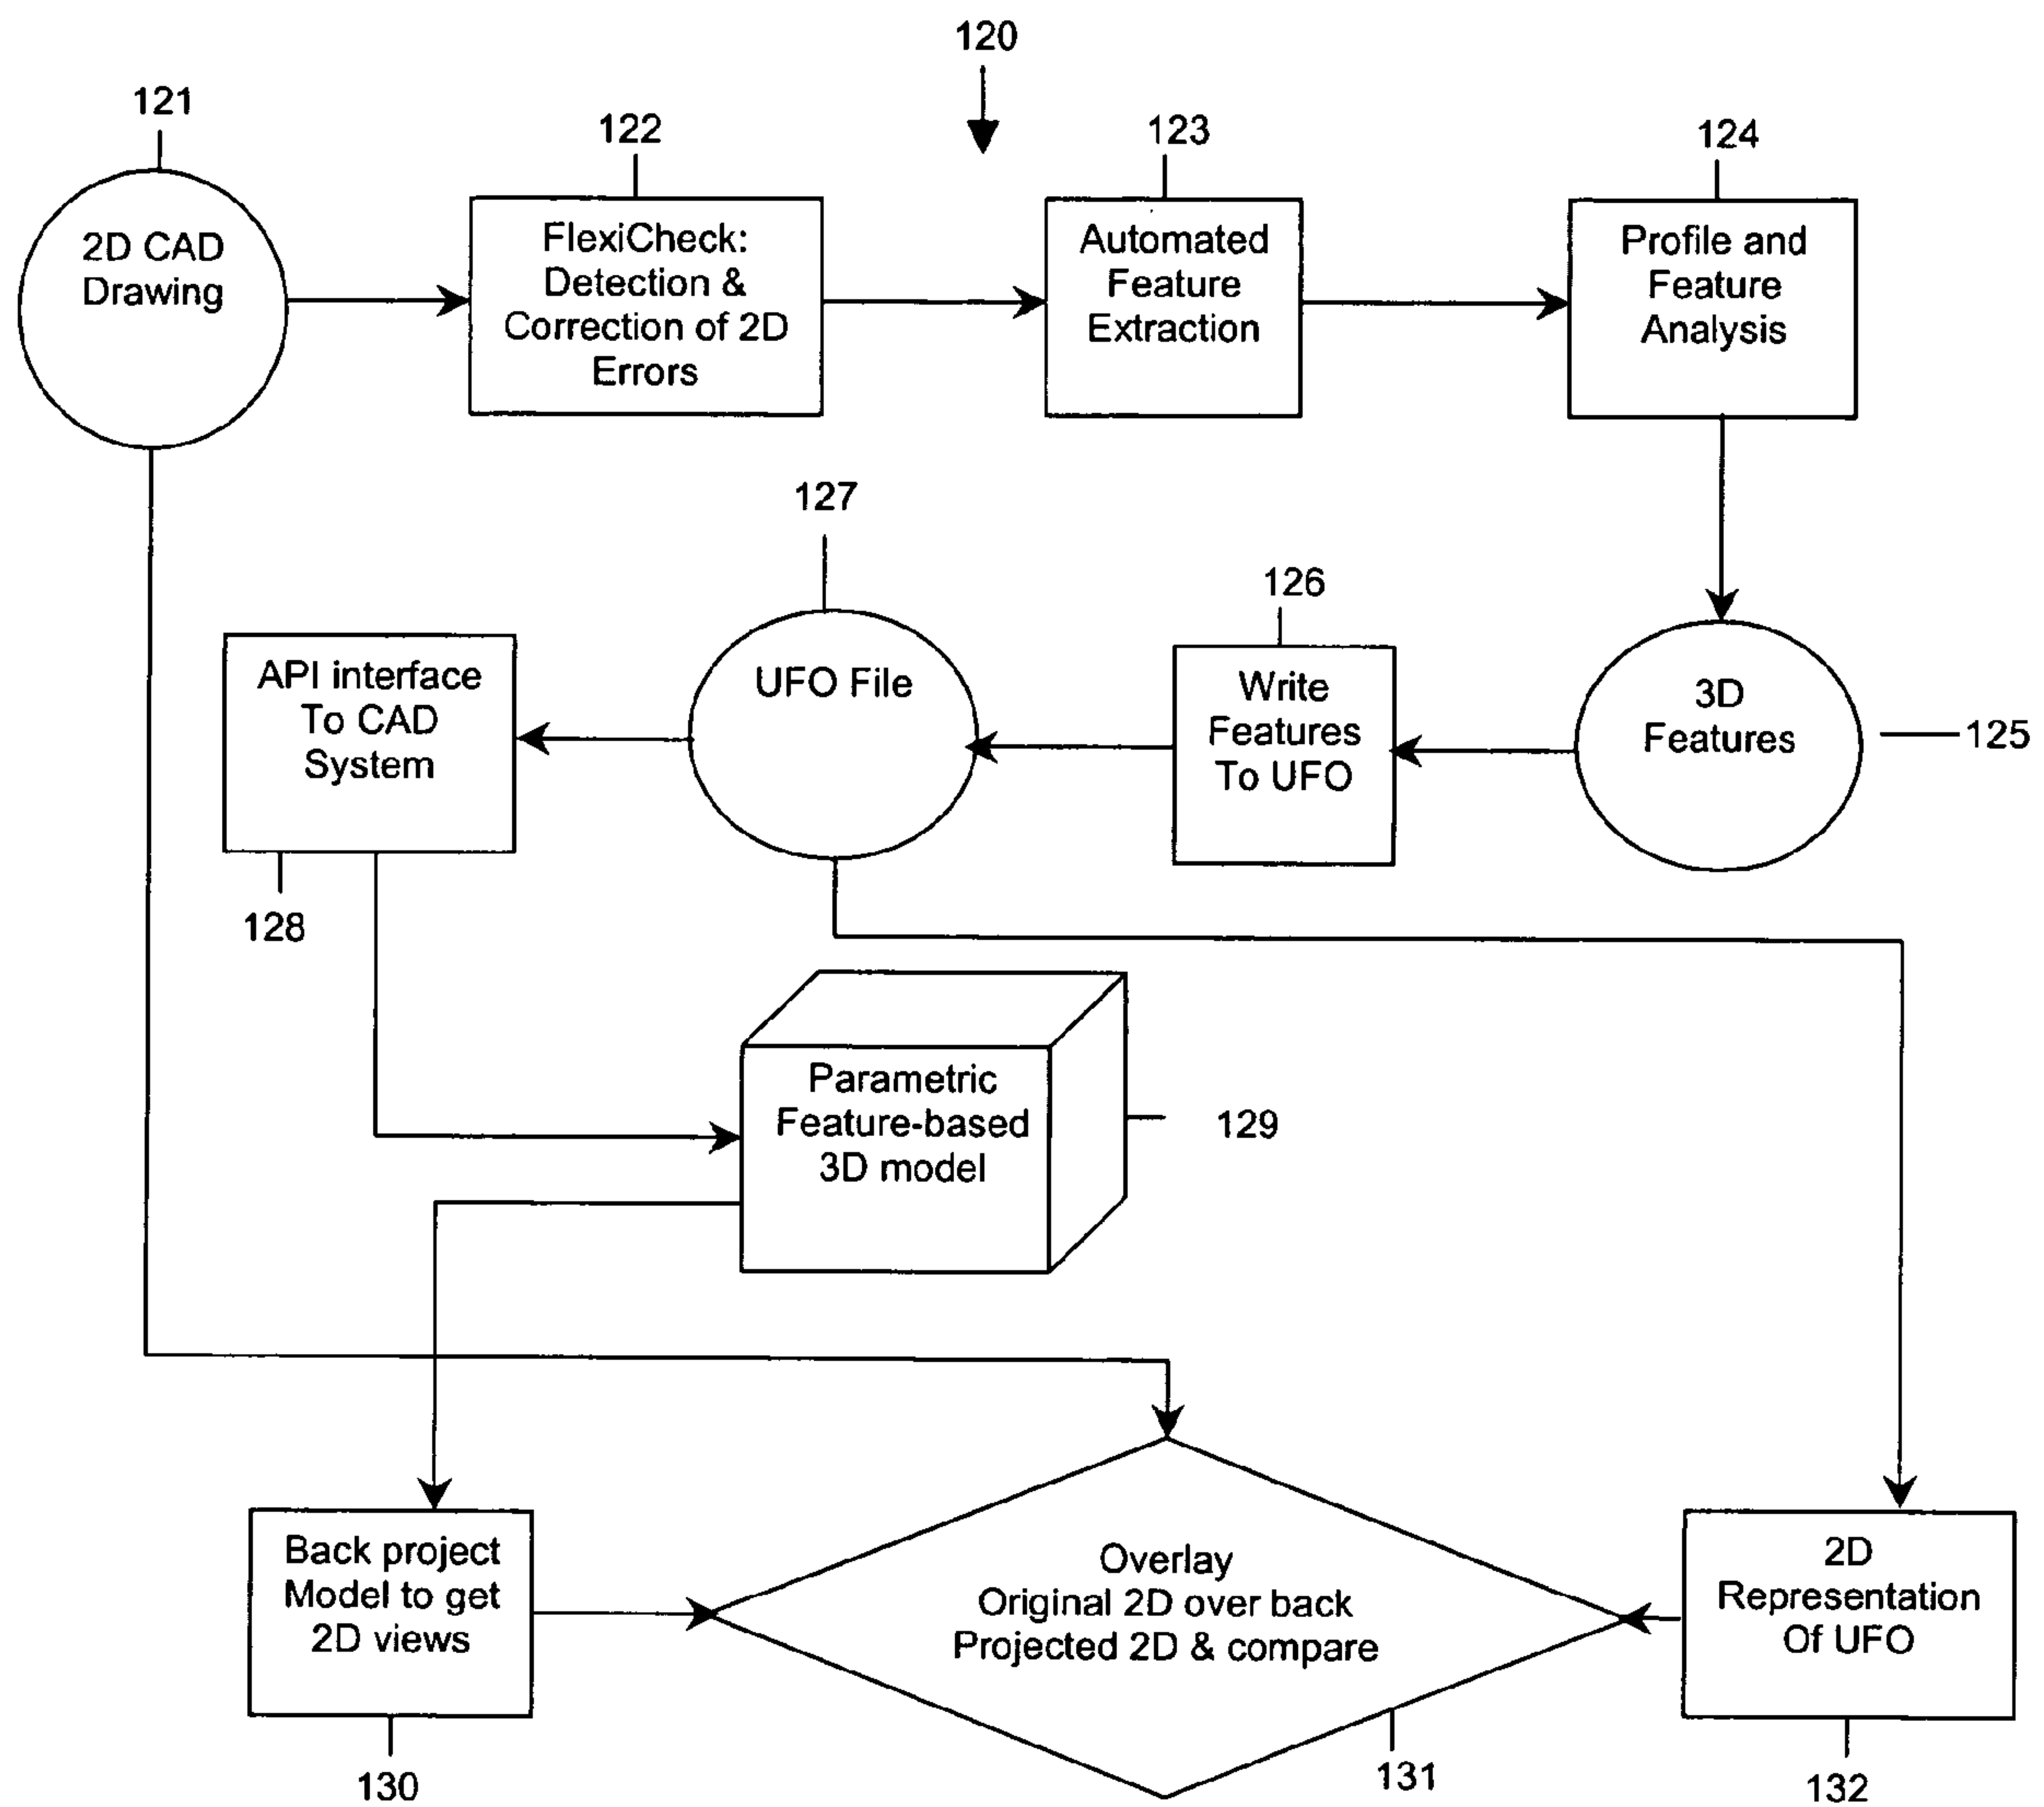 120
121
122
123
124
2D CAD
Drawing
FlexiCheck:
Detection &
Correction of 2D
Errors
Automated
Feature
Extraction
Profile and
Feature
Analysis
127
126
API interface
To CAD
System
UFO File
Write
Features
To UFO
3D
Features
125
128
Parametric
Feature-based
3D model
129
Back project
Model to get
2D views
Overlay
Original 2D over back
Projected 2D & compare
2D
Representation
Of UFO
130
131
132